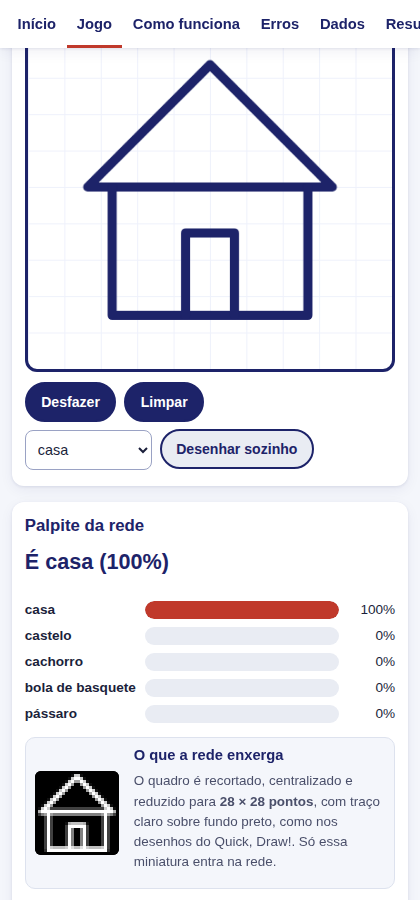 Início Jogo Como funciona Erros Dados Resu
Desfazer Limpar
casa Desenhar sozinho
Palpite da rede
É casa (100%)
casa 100%
castelo 0%
cachorro 0%
bola de basquete 0%
pássaro 0%
O que a rede enxerga
O quadro é recortado, centralizado e
reduzido para 28 × 28 pontos, com traço
claro sobre fundo preto, como nos
desenhos do Quick, Draw!. Só essa
miniatura entra na rede.